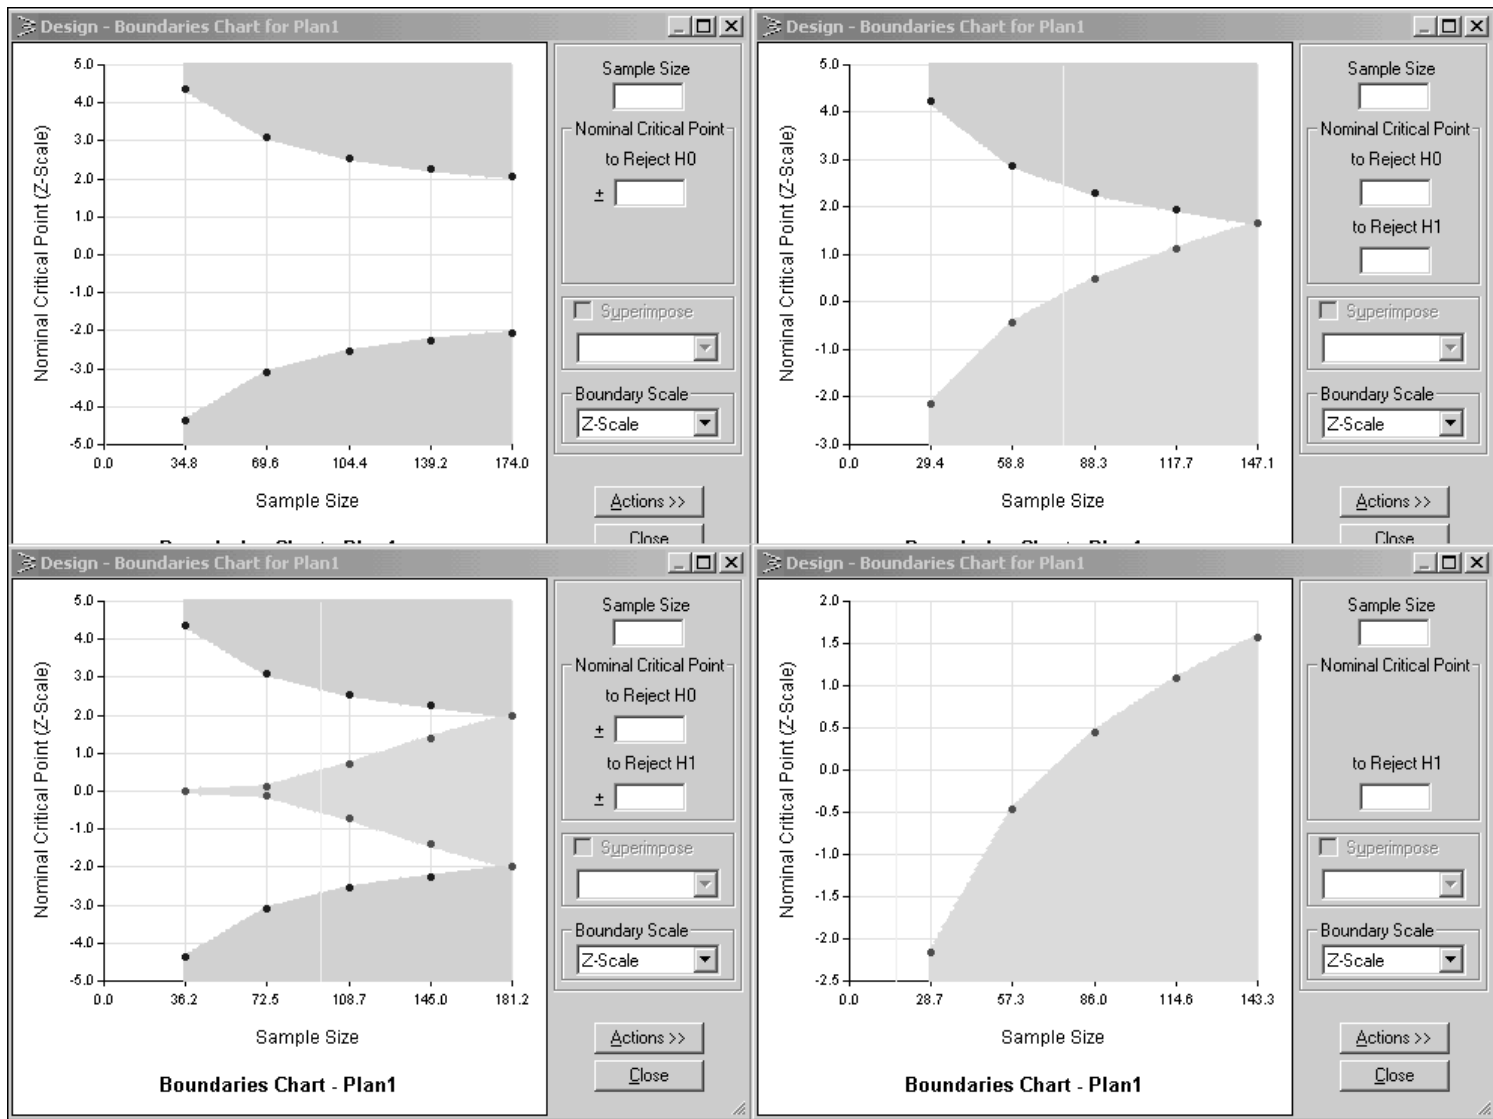 Design - Boundaries Chart for Plan1
5.0
4.0
3.0
2.0
1.0
0.0
-1.0
-2.0
-3.0
-4.0
-5.0
Nominal Critical Point (Z-Scale)
0.0 34.8 69.6 104.4 139.2 174.0
Sample Size
Boundaries Chart - Plan1
Sample Size
Nominal Critical Point
to Reject H0
±
Superimpose
Boundary Scale
Z-Scale
Actions >>
Close
Design - Boundaries Chart for Plan1
5.0
4.0
3.0
2.0
1.0
0.0
-1.0
-2.0
-3.0
Nominal Critical Point (Z-Scale)
0.0 29.4 58.8 88.3 117.7 147.1
Sample Size
Boundaries Chart - Plan1
Sample Size
Nominal Critical Point
to Reject H0
to Reject H1
Superimpose
Boundary Scale
Z-Scale
Actions >>
Close
Design - Boundaries Chart for Plan1
5.0
4.0
3.0
2.0
1.0
0.0
-1.0
-2.0
-3.0
-4.0
-5.0
Nominal Critical Point (Z-Scale)
0.0 36.2 72.5 108.7 145.0 181.2
Sample Size
Boundaries Chart - Plan1
Sample Size
Nominal Critical Point
to Reject H0
±
to Reject H1
±
Superimpose
Boundary Scale
Z-Scale
Actions >>
Close
Design - Boundaries Chart for Plan1
2.0
1.5
1.0
0.5
0.0
-0.5
-1.0
-1.5
-2.0
-2.5
Nominal Critical Point (Z-Scale)
0.0 28.7 57.3 86.0 114.6 143.3
Sample Size
Boundaries Chart - Plan1
Sample Size
Nominal Critical Point
to Reject H1
Superimpose
Boundary Scale
Z-Scale
Actions >>
Close